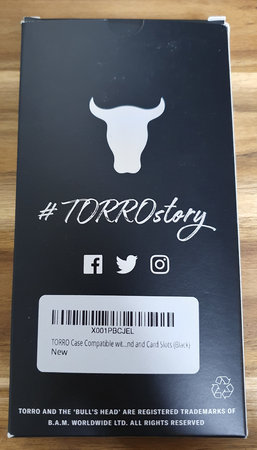 #TORROstory
X001PBCJEL
TORRO Case Compatible wit...nd and Card Slots (Black)
New
TORRO AND THE 'BULL'S HEAD' ARE REGISTERED TRADEMARKS OF
B.A.M. WORLDWIDE LTD. ALL RIGHTS RESERVED